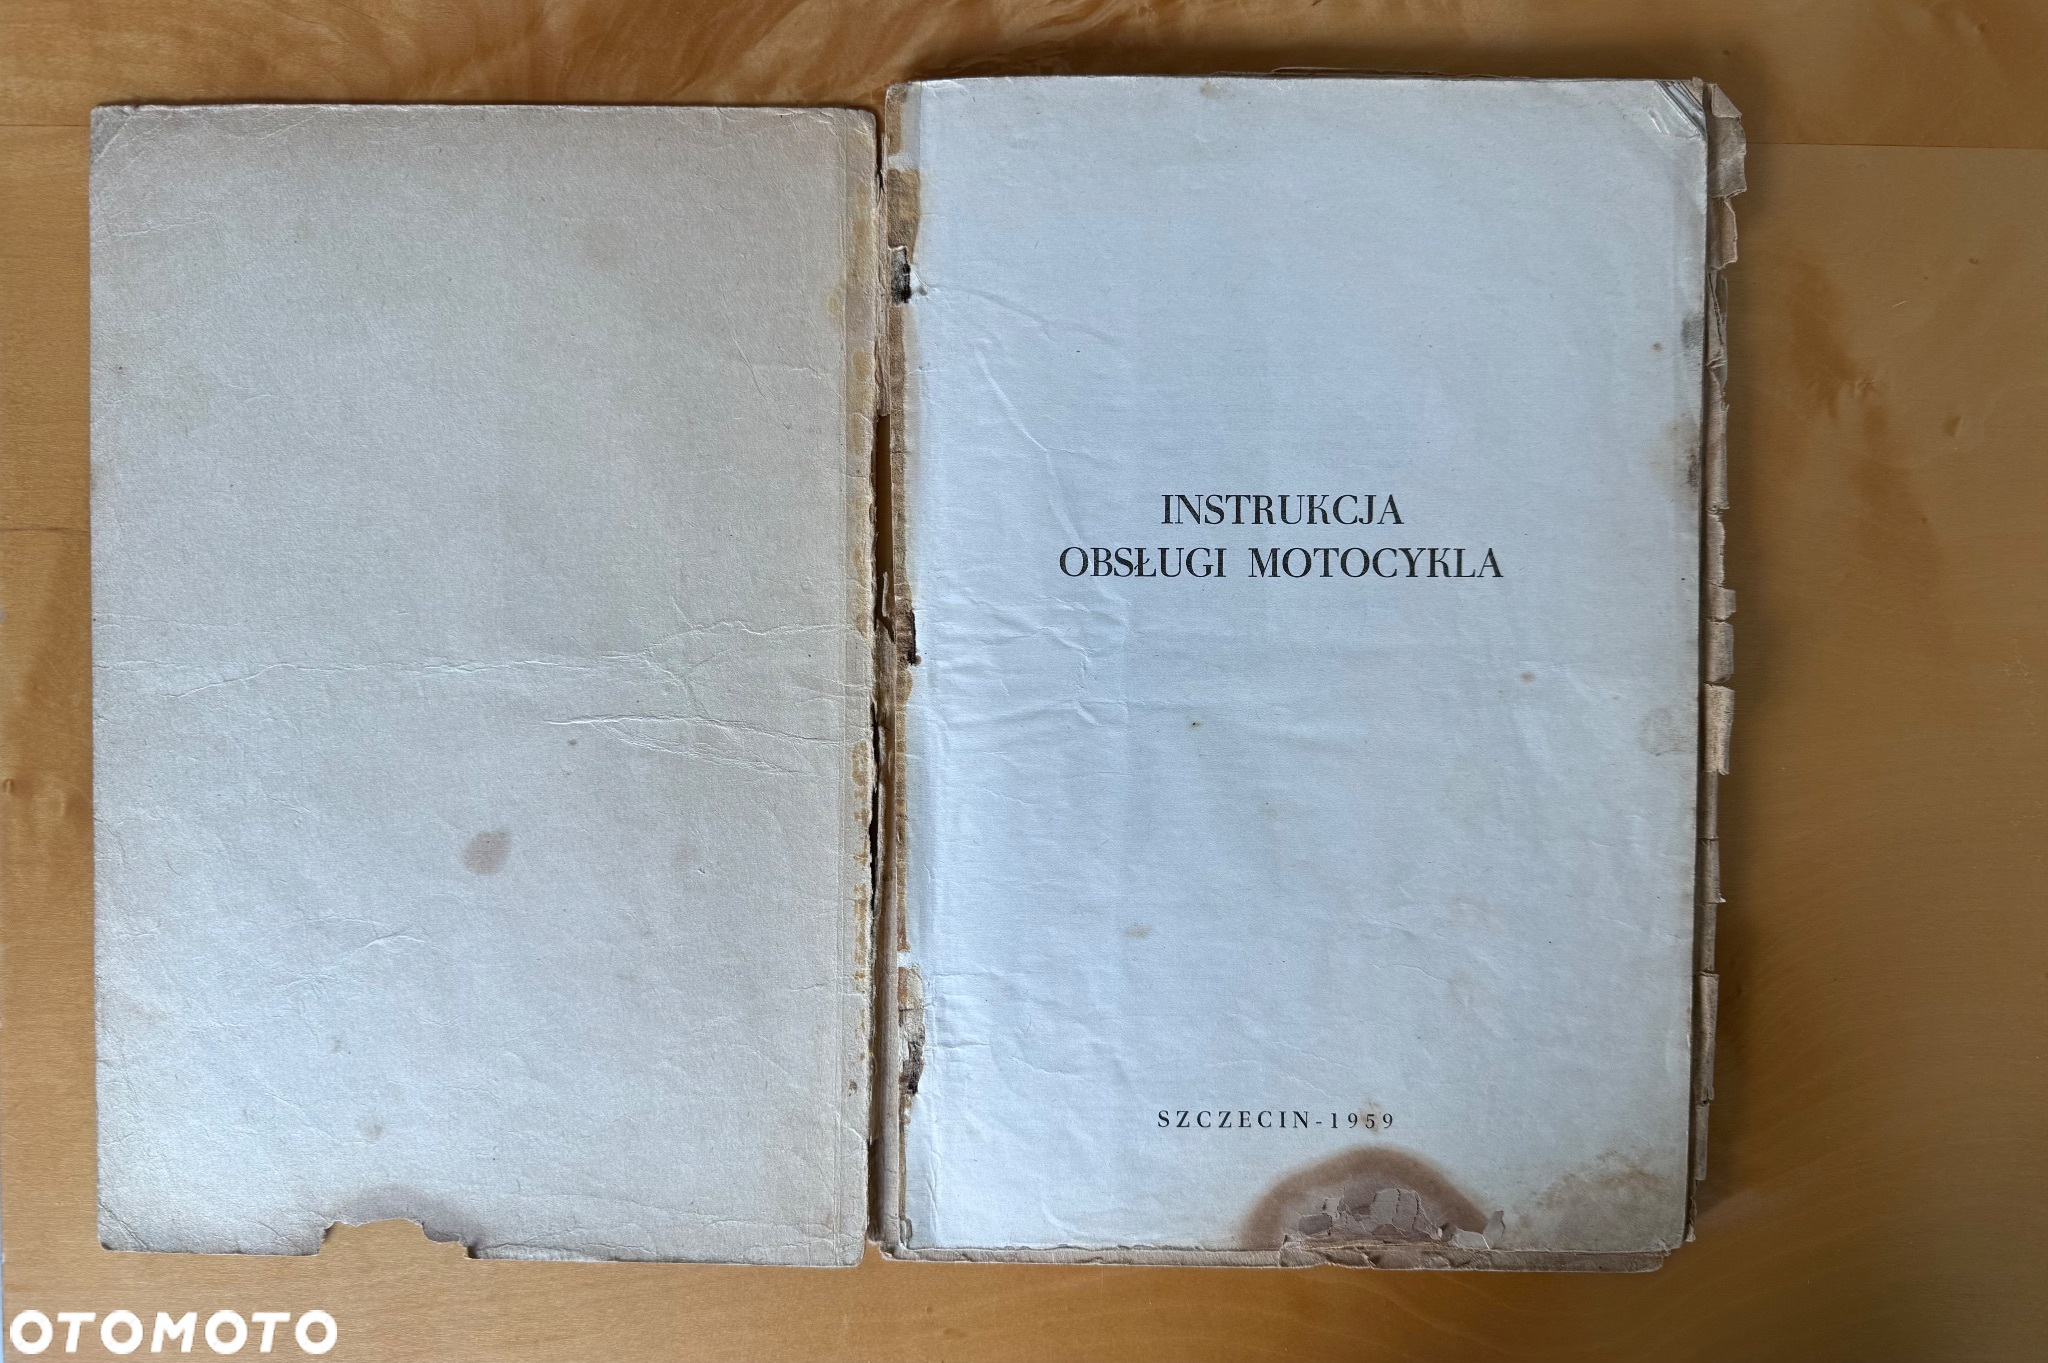 INSTRUKCJA
OBSŁUGI MOTOCYKLA
SZCZECIN-1959
OTOMOTO